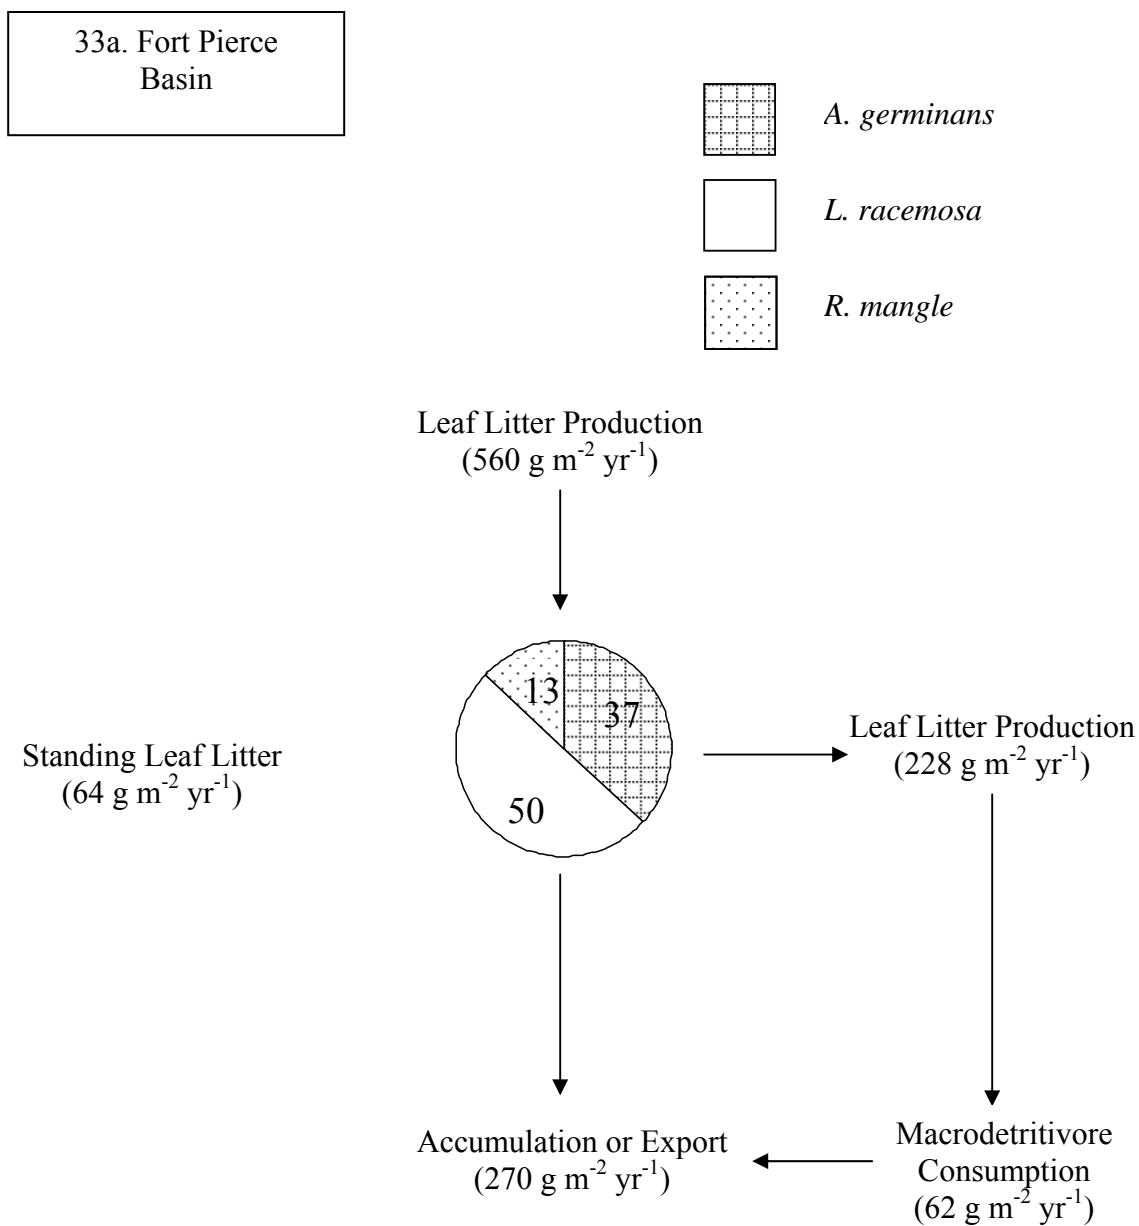 33a. Fort Pierce
Basin
A. germinans
L. racemosa
R. mangle
Leaf Litter Production
(560 g m⁻² yr⁻¹)
13
37
50
Standing Leaf Litter
(64 g m⁻² yr⁻¹)
Leaf Litter Production
(228 g m⁻² yr⁻¹)
Accumulation or Export
(270 g m⁻² yr⁻¹)
Macrodetritivore
Consumption
(62 g m⁻² yr⁻¹)